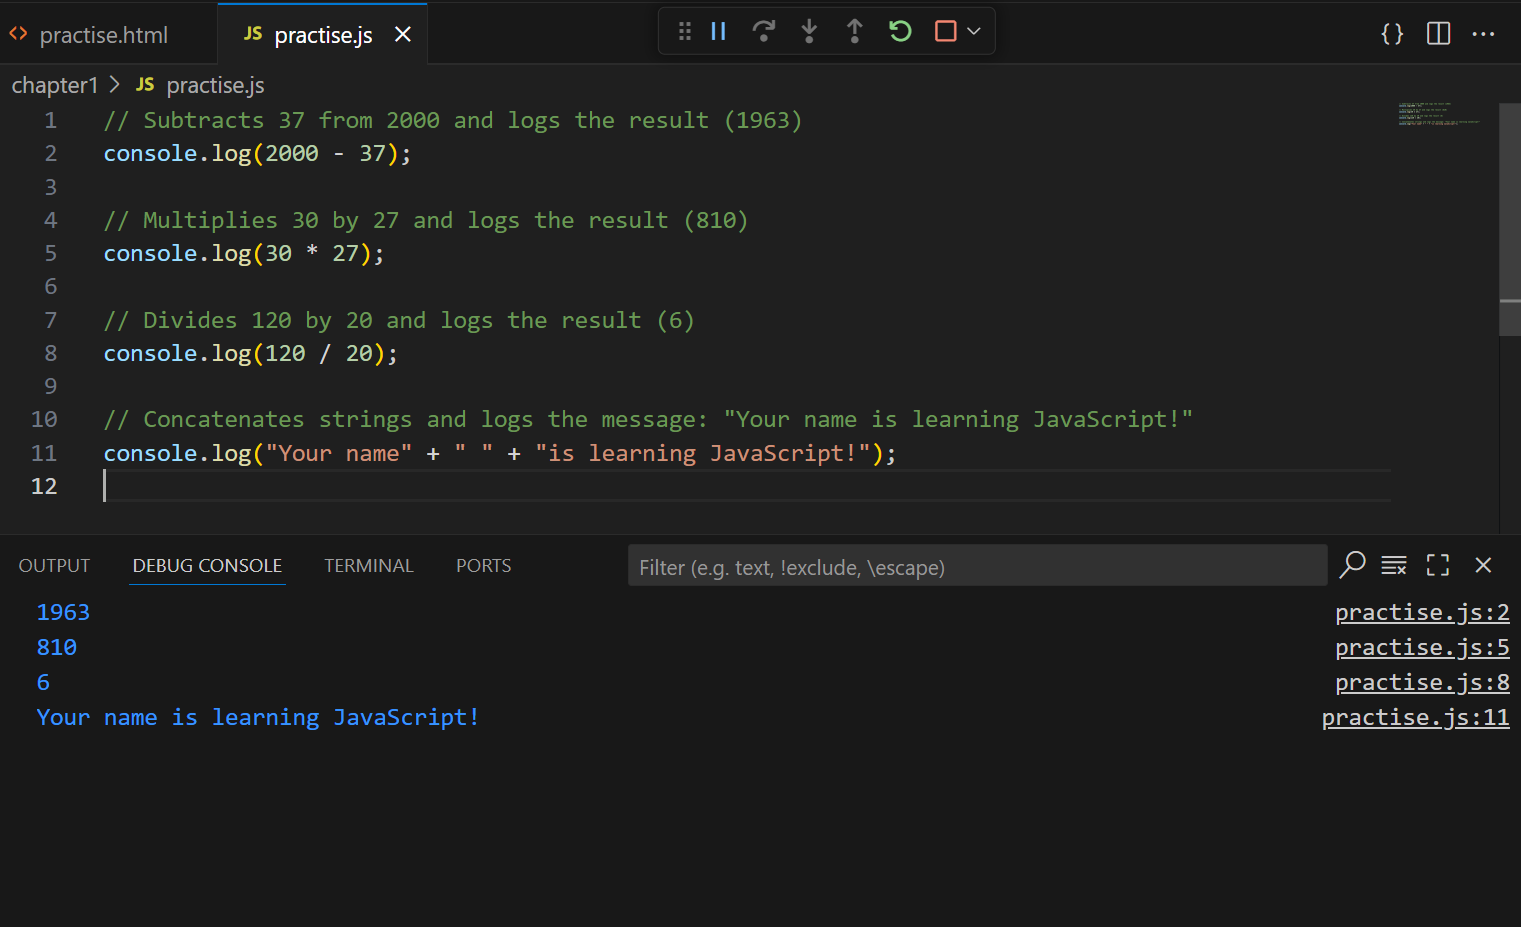 practise.html
JS practise.js
chapter1 > JS practise.js
1 // Subtracts 37 from 2000 and logs the result (1963)
2 console.log(2000 - 37);
3
4 // Multiplies 30 by 27 and logs the result (810)
5 console.log(30 * 27);
6
7 // Divides 120 by 20 and logs the result (6)
8 console.log(120 / 20);
9
10 // Concatenates strings and logs the message: "Your name is learning JavaScript!"
11 console.log("Your name" + " " + "is learning JavaScript!");
12
OUTPUT DEBUG CONSOLE TERMINAL PORTS Filter (e.g. text, !exclude, \escape)
1963 practise.js:2
810 practise.js:5
6 practise.js:8
Your name is learning JavaScript! practise.js:11